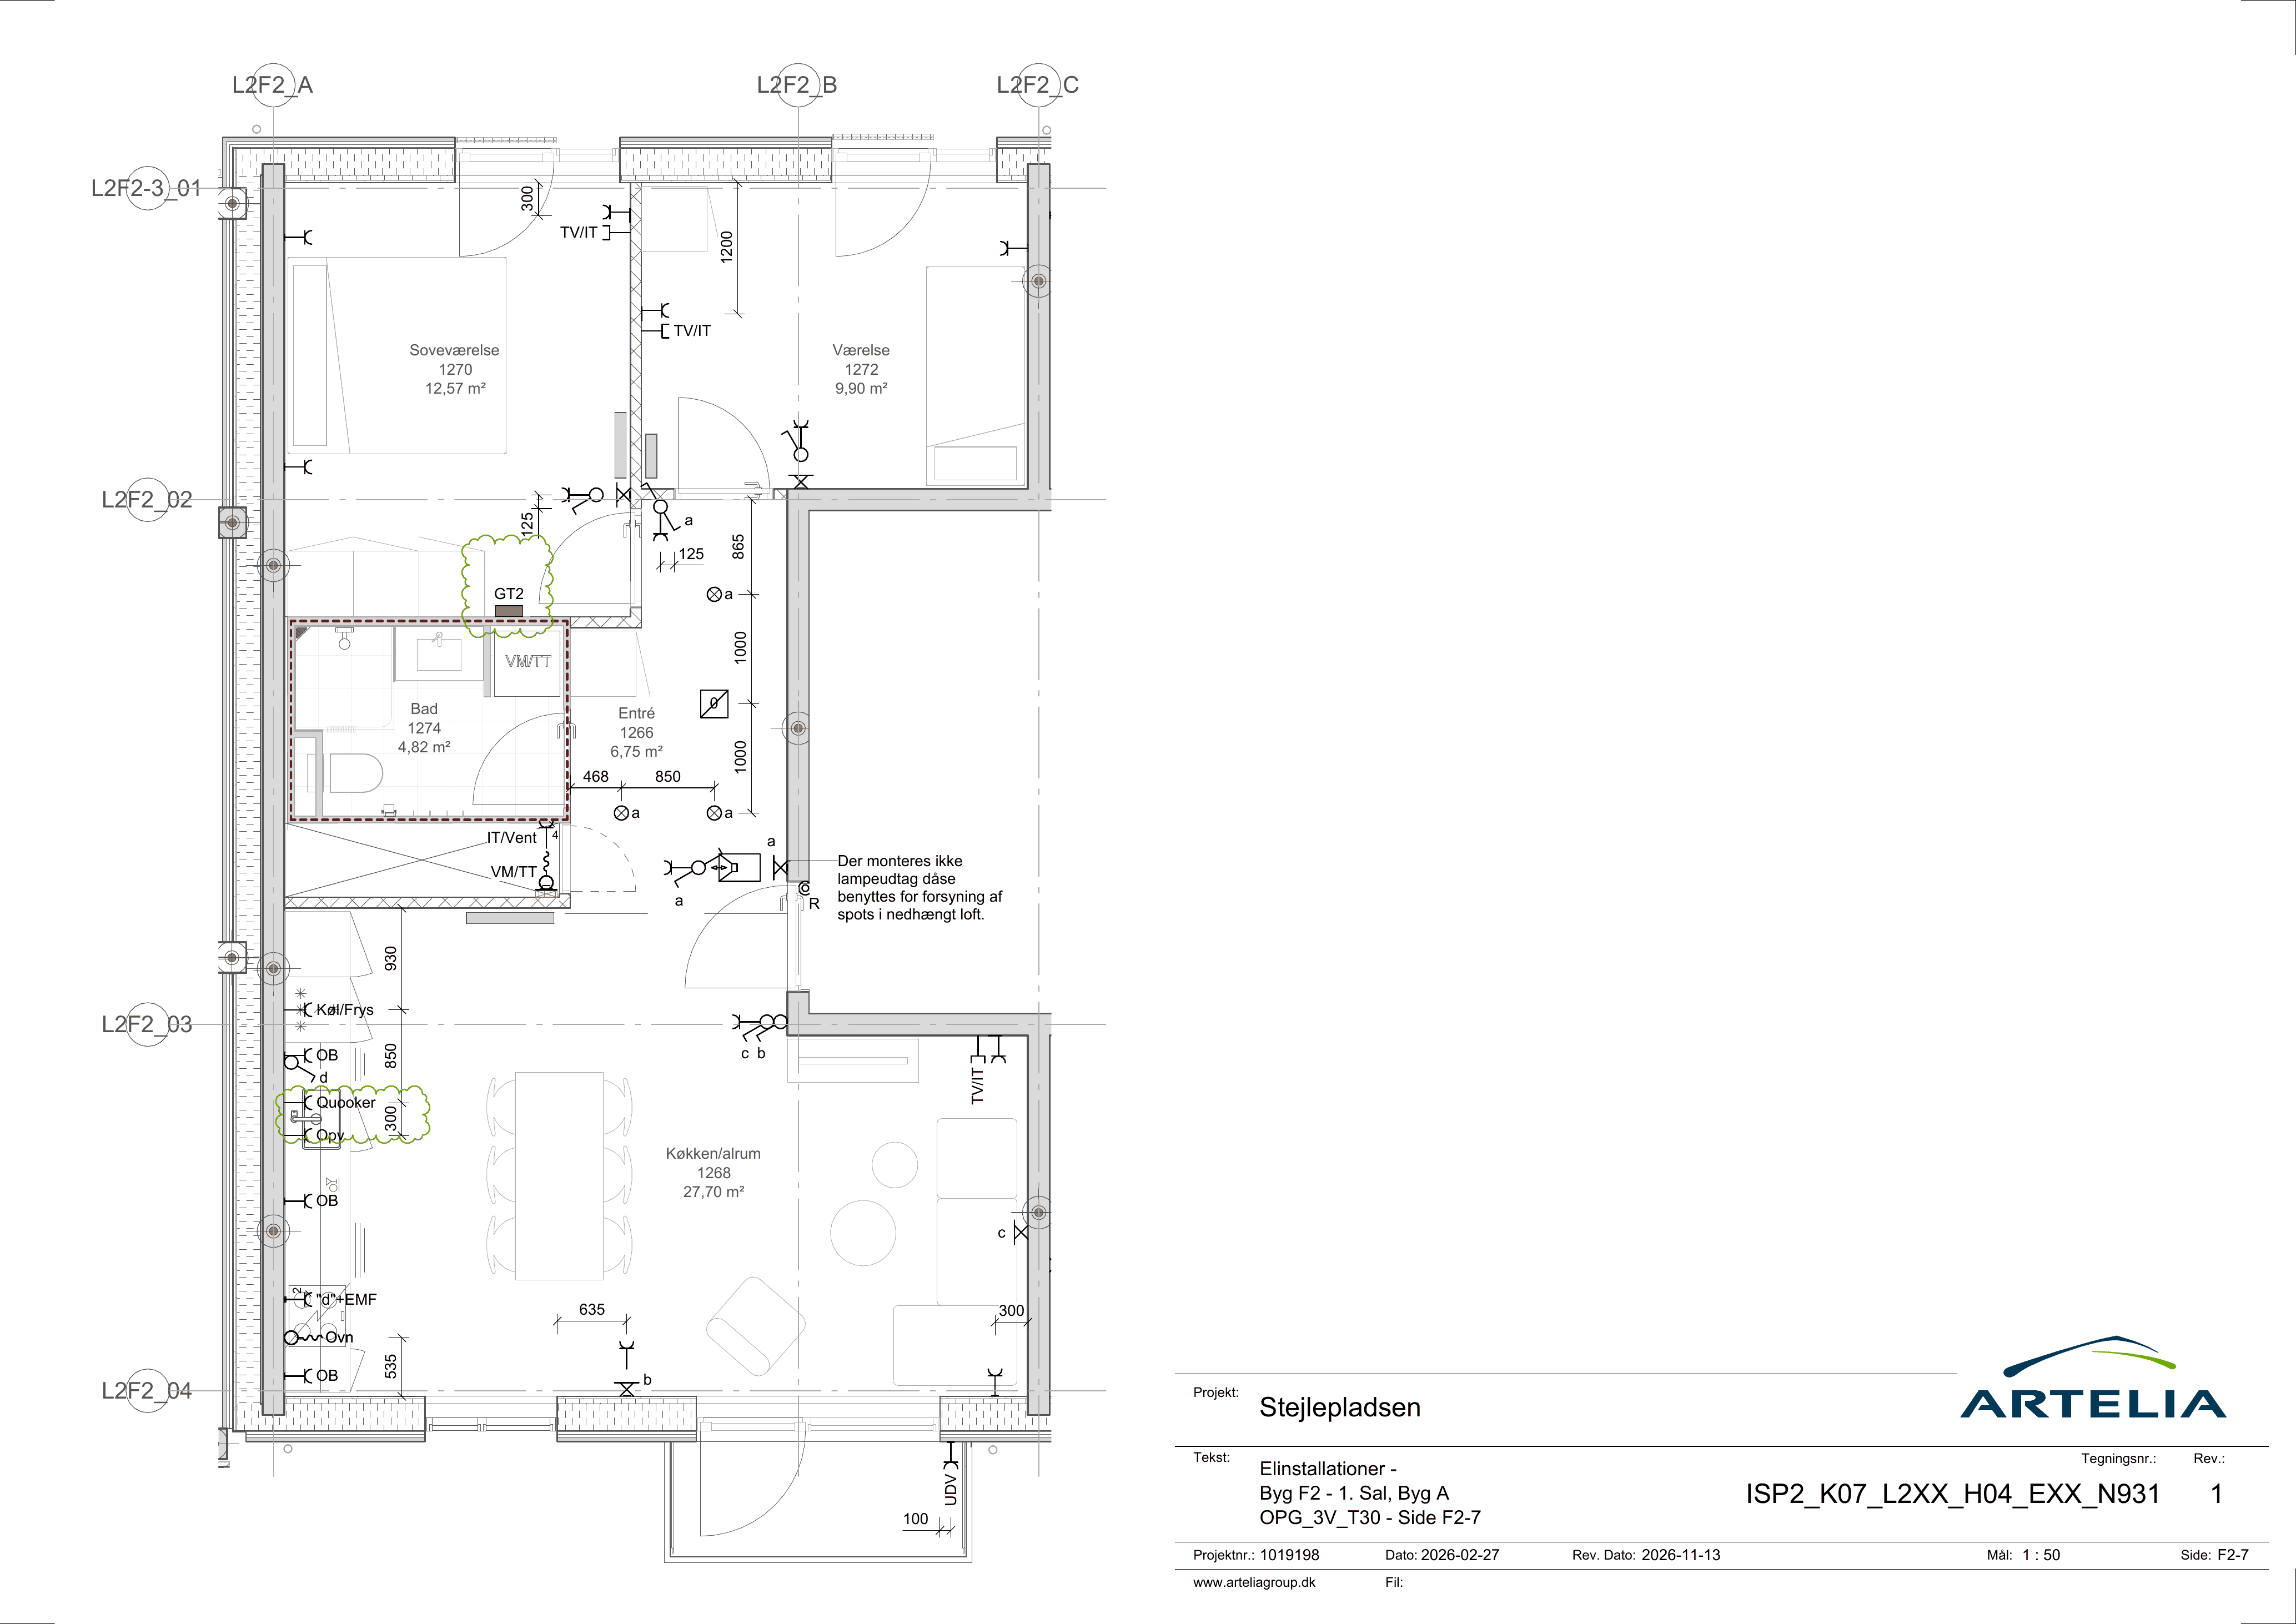 L2F2_A
L2F2_B
L2F2_C
L2F2-3_01
300
TV/IT
1200
TV/IT
Soveværelse
1270
12,57 m²
Værelse
1272
9,90 m²
L2F2_02
125
a
125
865
GT2
a
1000
VM/TT
Bad
1274
4,82 m²
Entré
1266
6,75 m²
0
1000
468
850
a
a
IT/Vent
4
VM/TT
a
a
Der monteres ikke
lampeudtag dåse
benyttes for forsyning af
spots i nedhængt loft.
R
930
Køl/Frys
L2F2_03
c b
OB
850
d
TV/IT
Quooker
300
Opv
Køkken/alrum
1268
27,70 m²
OB
c
2
"d"+EMF
635
300
Ovn
535
OB
b
L2F2_04
UDV
100
ARTELIA
Projekt:
Stejlepladsen
Tekst:
Elinstallationer -
Byg F2 - 1. Sal, Byg A
OPG_3V_T30 - Side F2-7
Tegningsnr.:
Rev.:
ISP2_K07_L2XX_H04_EXX_N931
1
Projektnr.: 1019198
Dato: 2026-02-27
Rev. Dato: 2026-11-13
Mål: 1 : 50
Side: F2-7
www.arteliagroup.dk
Fil: